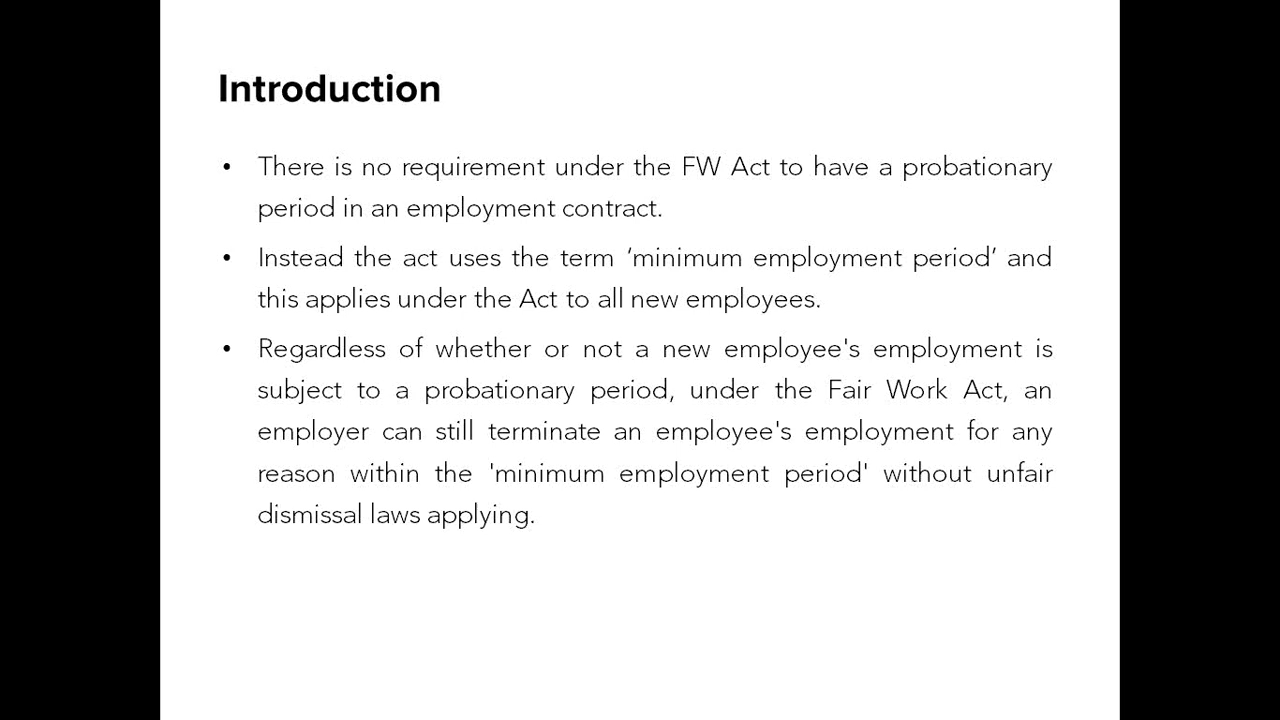 Introduction
• There is no requirement under the FW Act to have a probationary
period in an employment contract.
• Instead the act uses the term ‘minimum employment period’ and
this applies under the Act to all new employees.
• Regardless of whether or not a new employee's employment is
subject to a probationary period, under the Fair Work Act, an
employer can still terminate an employee's employment for any
reason within the 'minimum employment period' without unfair
dismissal laws applying.